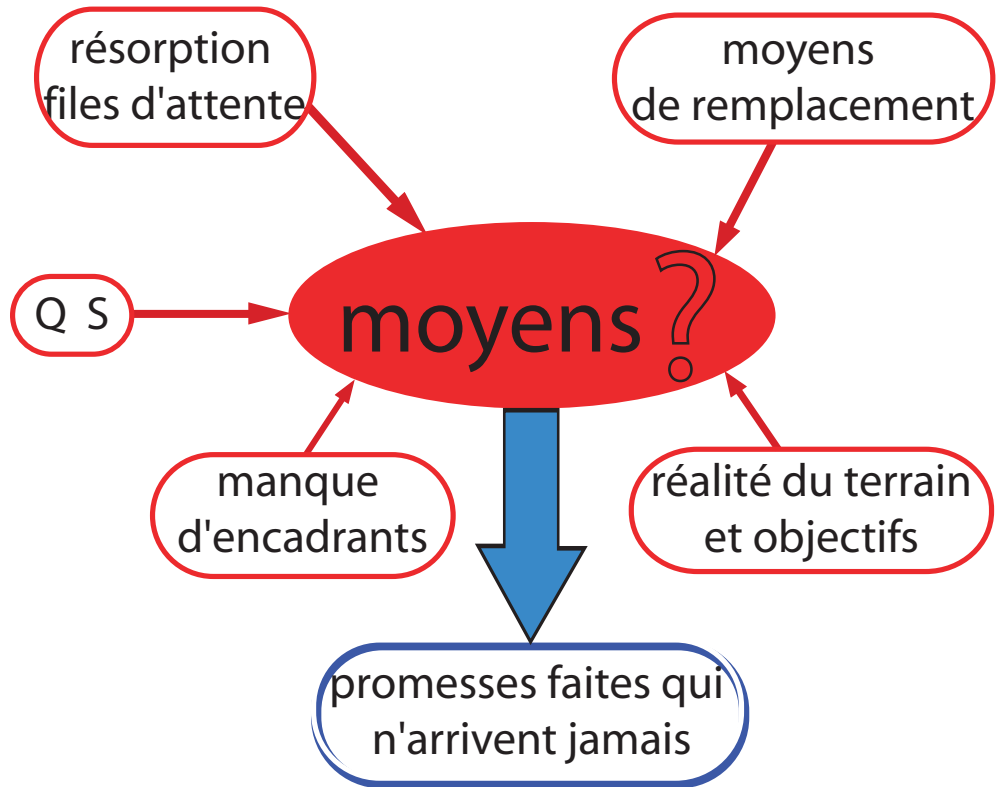 résorption
files d'attente
moyens
de remplacement
Q S
moyens ?
manque
d'encadrants
réalité du terrain
et objectifs
promesses faites qui
n'arrivent jamais